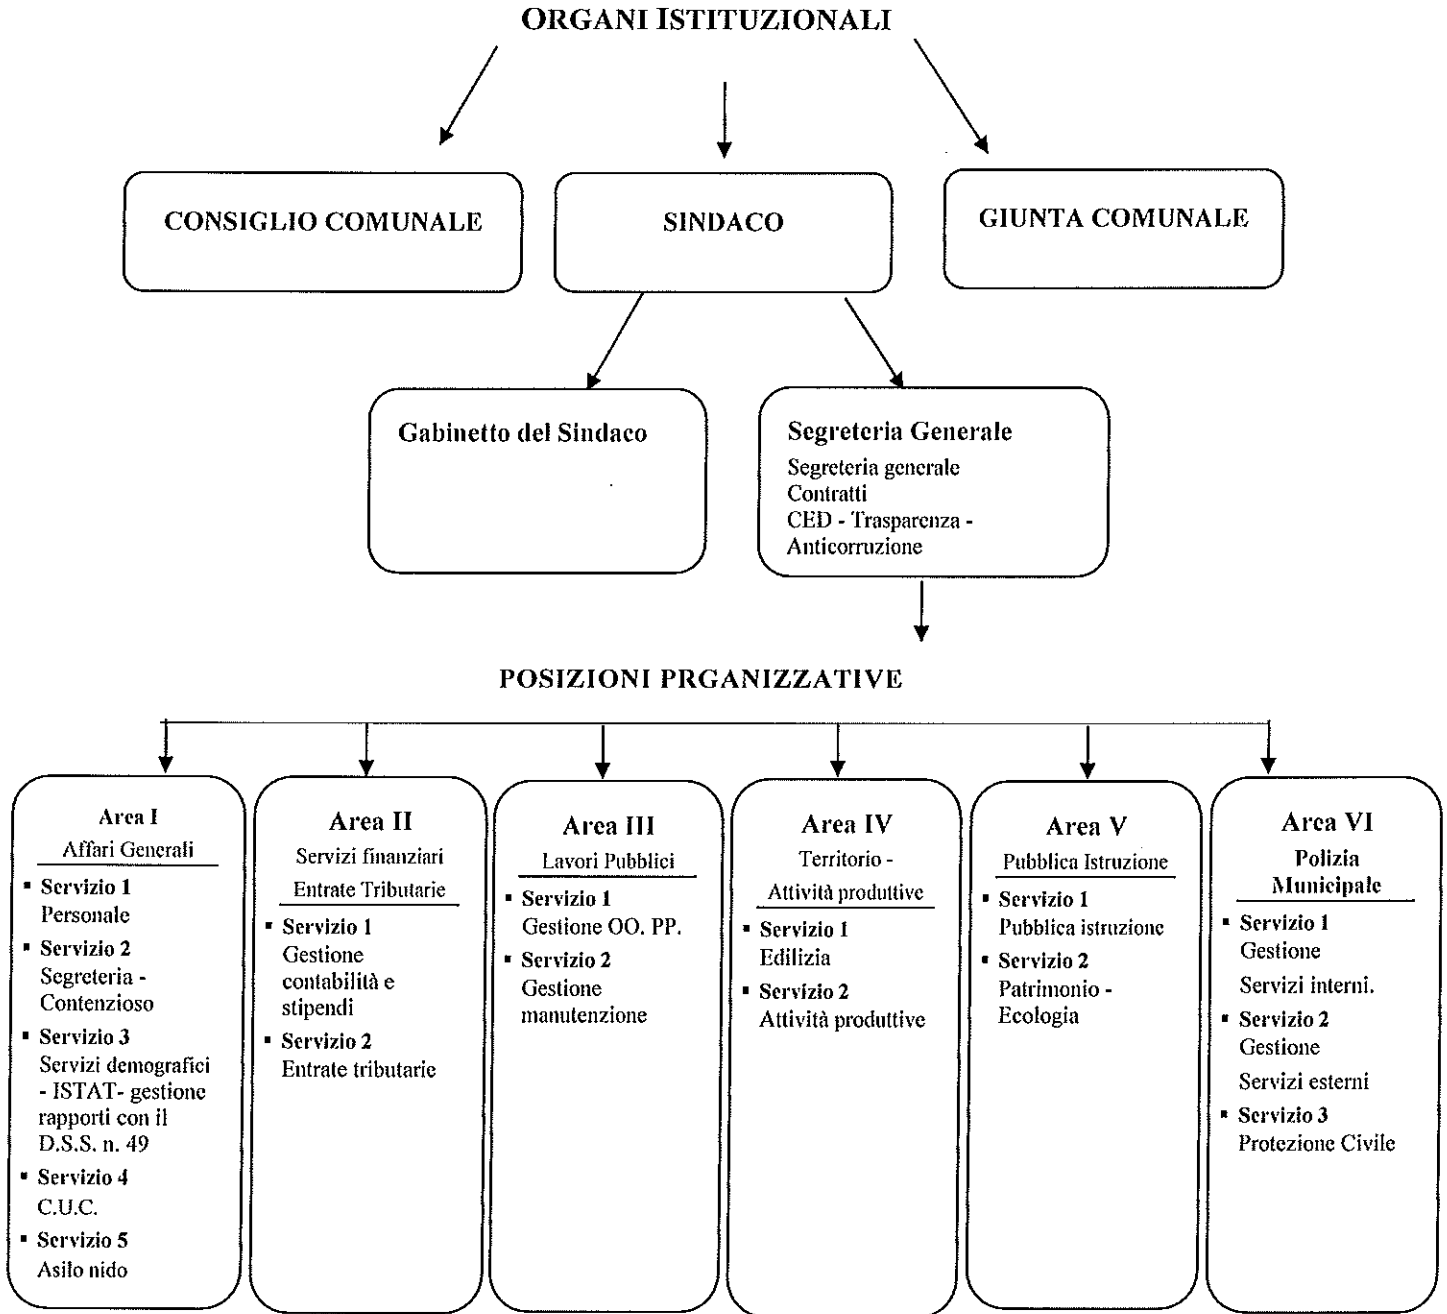 ORGANI ISTITUZIONALI
CONSIGLIO COMUNALE
SINDACO
GIUNTA COMUNALE
Gabinetto del Sindaco
Segreteria Generale
Segreteria generale
Contratti
CED - Trasparenza -
Anticorruzione
POSIZIONI PRGANIZZATIVE
Area I
Affari Generali
▪ Servizio 1
Personale
▪ Servizio 2
Segreteria -
Contenzioso
▪ Servizio 3
Servizi demografici
- ISTAT- gestione
rapporti con il
D.S.S. n. 49
▪ Servizio 4
C.U.C.
▪ Servizio 5
Asilo nido
Area II
Servizi finanziari
Entrate Tributarie
▪ Servizio 1
Gestione
contabilità e
stipendi
▪ Servizio 2
Entrate tributarie
Area III
Lavori Pubblici
▪ Servizio 1
Gestione OO. PP.
▪ Servizio 2
Gestione
manutenzione
Area IV
Territorio -
Attività produttive
▪ Servizio 1
Edilizia
▪ Servizio 2
Attività produttive
Area V
Pubblica Istruzione
▪ Servizio 1
Pubblica istruzione
▪ Servizio 2
Patrimonio -
Ecologia
Area VI
Polizia
Municipale
▪ Servizio 1
Gestione
Servizi interni.
▪ Servizio 2
Gestione
Servizi esterni
▪ Servizio 3
Protezione Civile